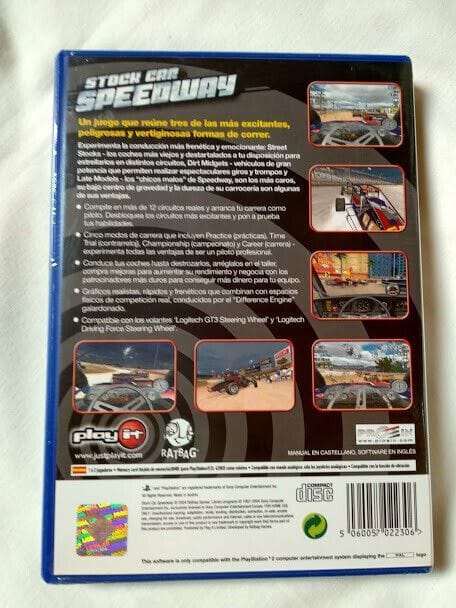 STOCK CAR
SPEEDWAY
Un juego que reúne tres de las más excitantes,
peligrosas y vertiginosas formas de correr.
Experimenta la conducción más frenética y emocionante: Street
Stocks - los coches más viejos y destartalados a tu disposición para
estrellarlos en distintos circuitos, Dirt Midgets - vehículos de gran
potencia que permiten realizar espectaculares giros y trompos y
Late Models - los "chicos malos" de Speedway, son los más caros,
su bajo centro de gravedad y la dureza de su carrocería son algunas
de sus ventajas.
• Compite en más de 12 circuitos reales y arranca tu carrera como
piloto. Desbloquea los circuitos más excitantes y pon a prueba
tus habilidades.
• Cinco modos de carrera que incluyen Practice (práctica), Time
Trial (contrarreloj), Championship (campeonato) y Career (carrera) -
experimenta todas las ventajas de ser un piloto profesional.
• Conduce tus coches hasta destrozarlos, arréglalos en el taller,
compra mejoras para aumentar su rendimiento y negocia con los
patrocinadores más duros para conseguir más dinero para tu equipo.
• Gráficos realistas, rápidos y frenéticos que combinan con espacios
físicos de competición real, conducidos por el "Difference Engine"
galardonado.
• Compatible con los volantes 'Logitech GT3 Steering Wheel' y 'Logitech
Driving Force Steering Wheel'.
play it
www.justplayit.com
RATBAG
MANUAL EN CASTELLANO, SOFTWARE EN INGLÉS
COMPACT
disc
5 060057 022306 >
This software is only compatible with the PlayStation 2 computer entertainment system displaying the PAL logo